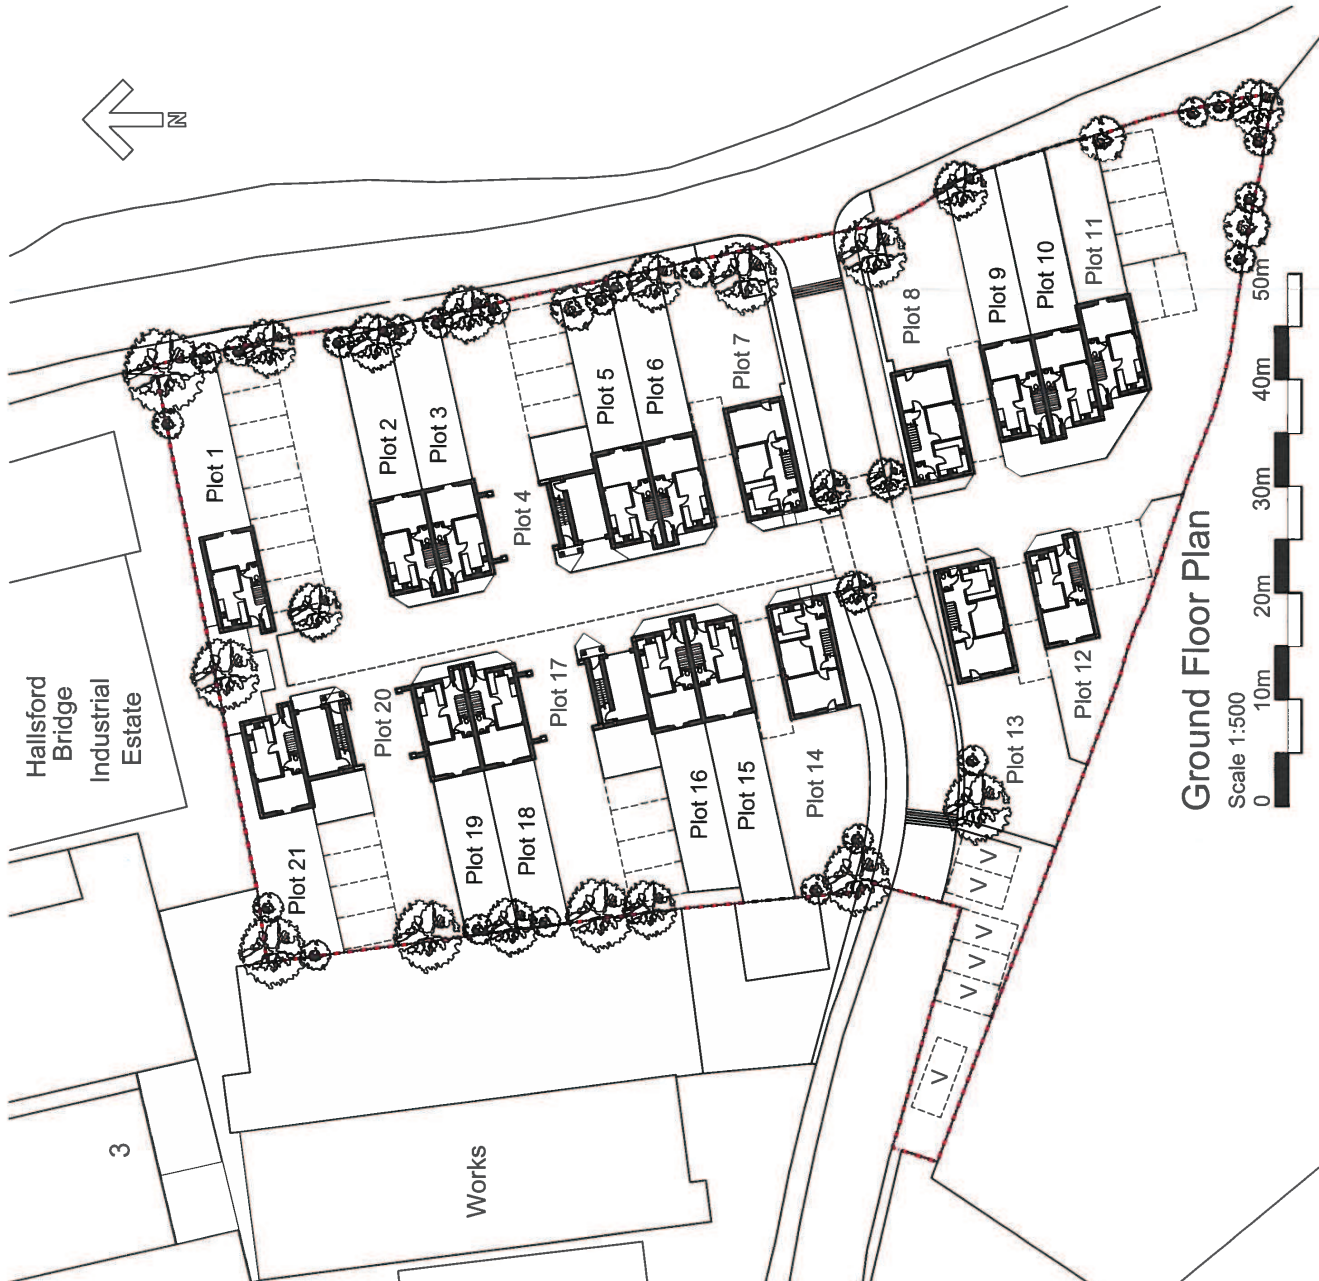 N
Hallsford
Bridge
Industrial
Estate
3
Works
Plot 1
Plot 2
Plot 3
Plot 4
Plot 5
Plot 6
Plot 7
Plot 8
Plot 9
Plot 10
Plot 11
Plot 12
Plot 13
Plot 14
Plot 15
Plot 16
Plot 17
Plot 18
Plot 19
Plot 20
Plot 21
V
V
V
V
V
V
Ground Floor Plan
Scale 1:500
0 10m 20m 30m 40m 50m